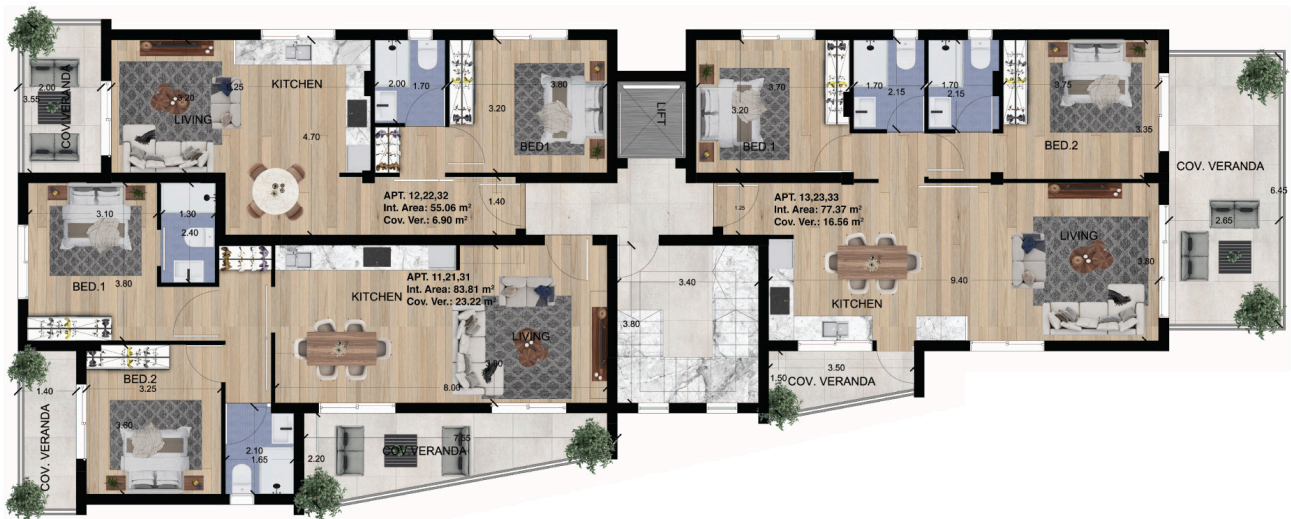 COV. VERANDA
2.00
3.55
6.25
4.20
LIVING
KITCHEN
4.70
2.00
1.70
3.20
3.80
BED1
LIFT
3.70
3.20
BED.1
1.70
2.15
1.70
2.15
3.75
3.35
BED.2
COV. VERANDA
6.45
2.65
APT. 12,22,32
Int. Area: 55.06 m²
Cov. Ver.: 6.90 m²
1.40
1.25
APT. 13,23,33
Int. Area: 77.37 m²
Cov. Ver.: 16.56 m²
LIVING
3.80
9.40
KITCHEN
3.10
1.30
2.40
BED.1
3.80
KITCHEN
APT. 11,21,31
Int. Area: 83.81 m²
Cov. Ver.: 23.22 m²
LIVING
8.00
3.40
3.80
COV. VERANDA
1.50
3.50
BED.2
3.25
3.60
1.40
COV. VERANDA
2.10
1.65
2.20
COV.VERANDA
7.55